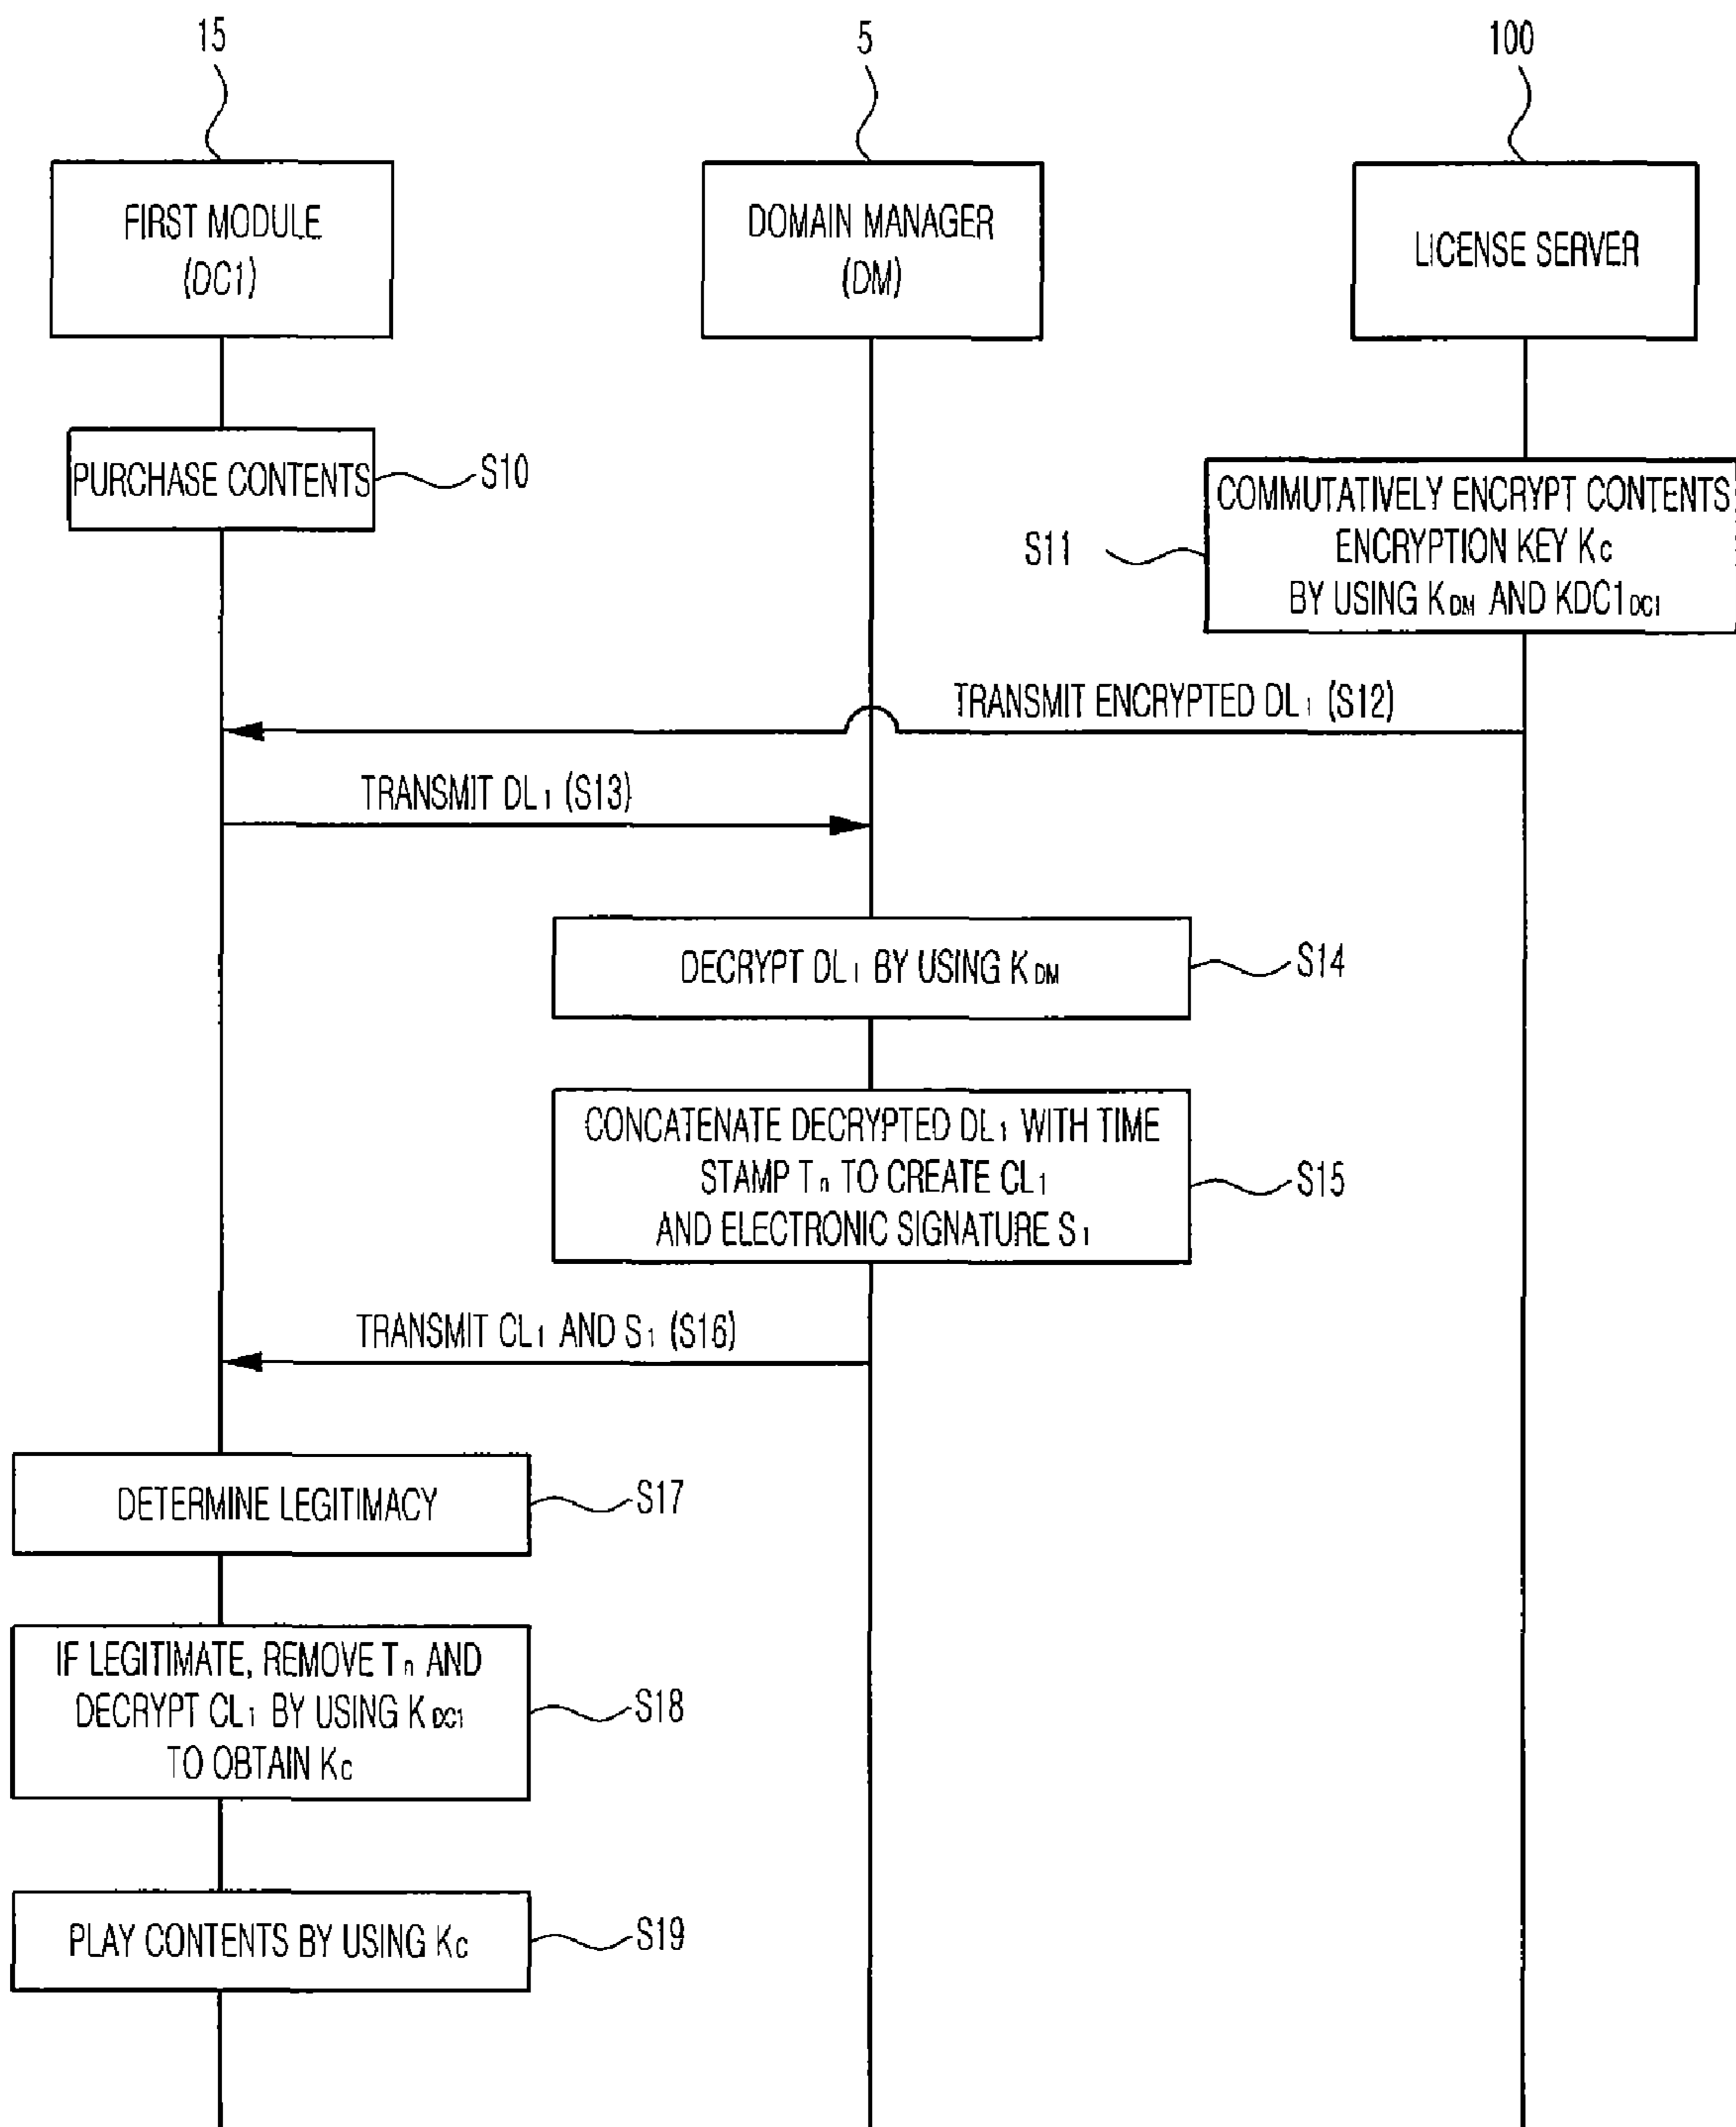 15
5
100
FIRST MODULE
(DC1)
DOMAIN MANAGER
(DM)
LICENSE SERVER
PURCHASE CONTENTS
S10
COMMUTATIVELY ENCRYPT CONTENTS
ENCRYPTION KEY Kc
BY USING KDM AND KDC1DC1
S11
TRANSMIT ENCRYPTED DL1 (S12)
TRANSMIT DL1 (S13)
DECRYPT DL1 BY USING KDM
S14
CONCATENATE DECRYPTED DL1 WITH TIME
STAMP Tn TO CREATE CL1
AND ELECTRONIC SIGNATURE S1
S15
TRANSMIT CL1 AND S1 (S16)
DETERMINE LEGITIMACY
S17
IF LEGITIMATE, REMOVE Tn AND
DECRYPT CL1 BY USING KDC1
TO OBTAIN Kc
S18
PLAY CONTENTS BY USING Kc
S19